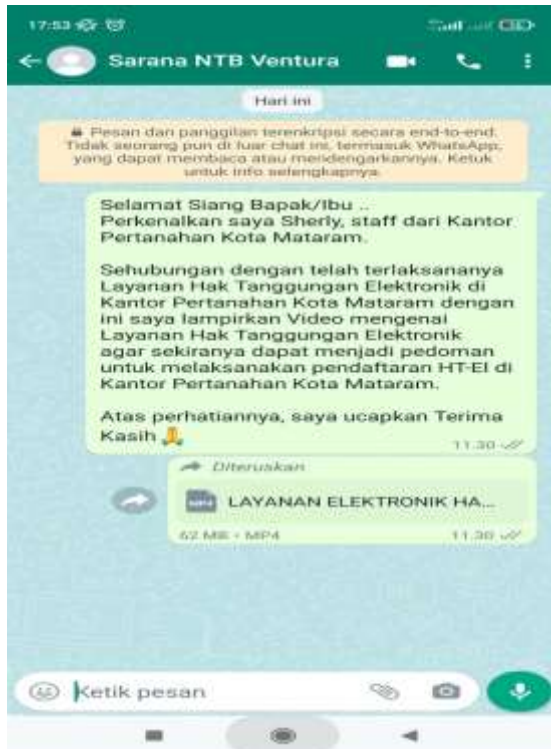 17:53
Sarana NTB Ventura
Hari ini
Pesan dan panggilan terenkripsi secara end-to-end.
Tidak seorang pun di luar chat ini, termasuk WhatsApp,
yang dapat membaca atau mendengarkannya. Ketuk
untuk info selengkapnya.
Selamat Siang Bapak/Ibu ..
Perkenalkan saya Sherly, staff dari Kantor
Pertanahan Kota Mataram.
Sehubungan dengan telah terlaksananya
Layanan Hak Tanggungan Elektronik di
Kantor Pertanahan Kota Mataram dengan
ini saya lampirkan Video mengenai
Layanan Hak Tanggungan Elektronik
agar sekiranya dapat menjadi pedoman
untuk melaksanakan pendaftaran HT-El di
Kantor Pertanahan Kota Mataram.
Atas perhatiannya, saya ucapkan Terima
Kasih 🙏
11.30
Diteruskan
MP4
LAYANAN ELEKTRONIK HA...
62 MB • MP4
11.30
Ketik pesan